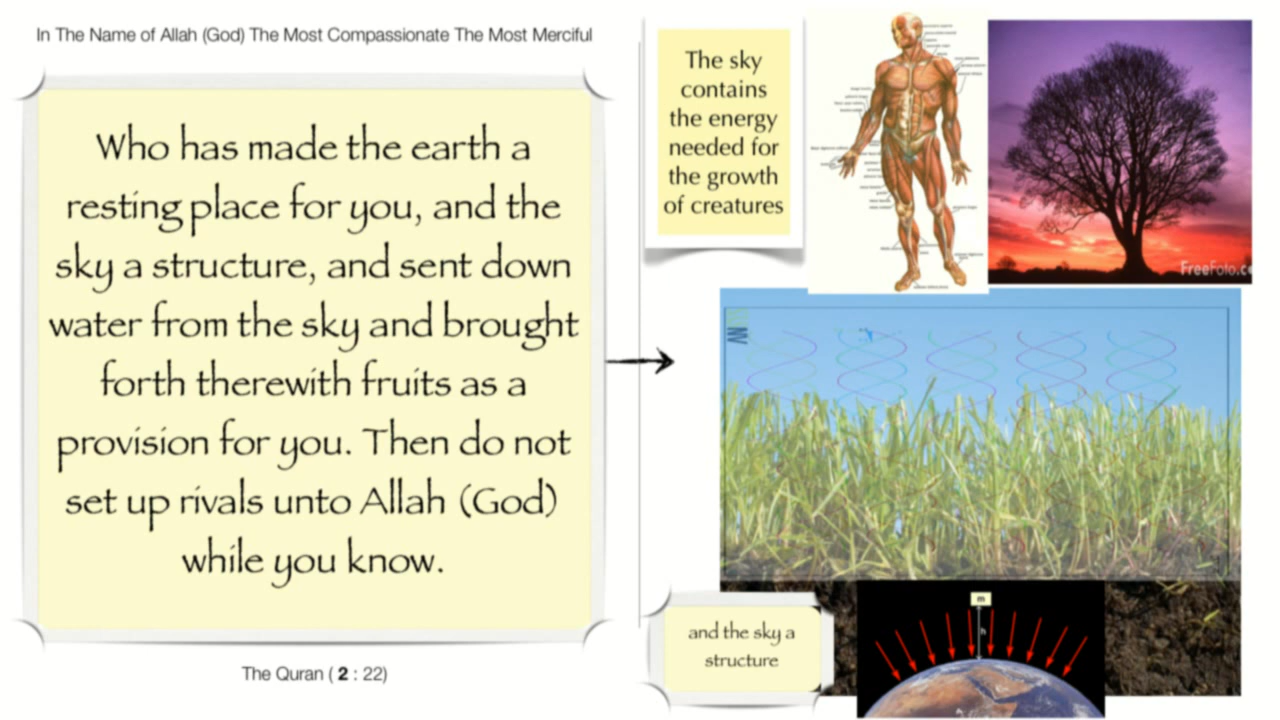 In The Name of Allah (God) The Most Compassionate The Most Merciful
Who has made the earth a
resting place for you, and the
sky a structure, and sent down
water from the sky and brought
forth therewith fruits as a
provision for you. Then do not
set up rivals unto Allah (God)
while you know.
The Quran ( 2 : 22)
The sky
contains
the energy
needed for
the growth
of creatures
FreeFoto.c
and the sky a
structure
m
h